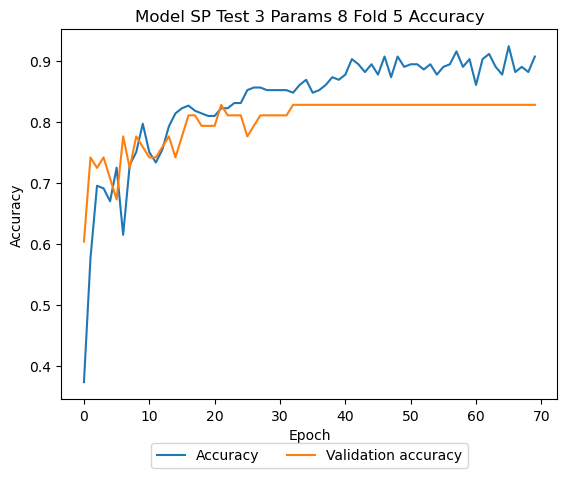 Model SP Test 3 Params 8 Fold 5 Accuracy
0.9
0.8
0.7
0.6
0.5
0.4
Accuracy
0 10 20 30 40 50 60 70
Epoch
Accuracy Validation accuracy